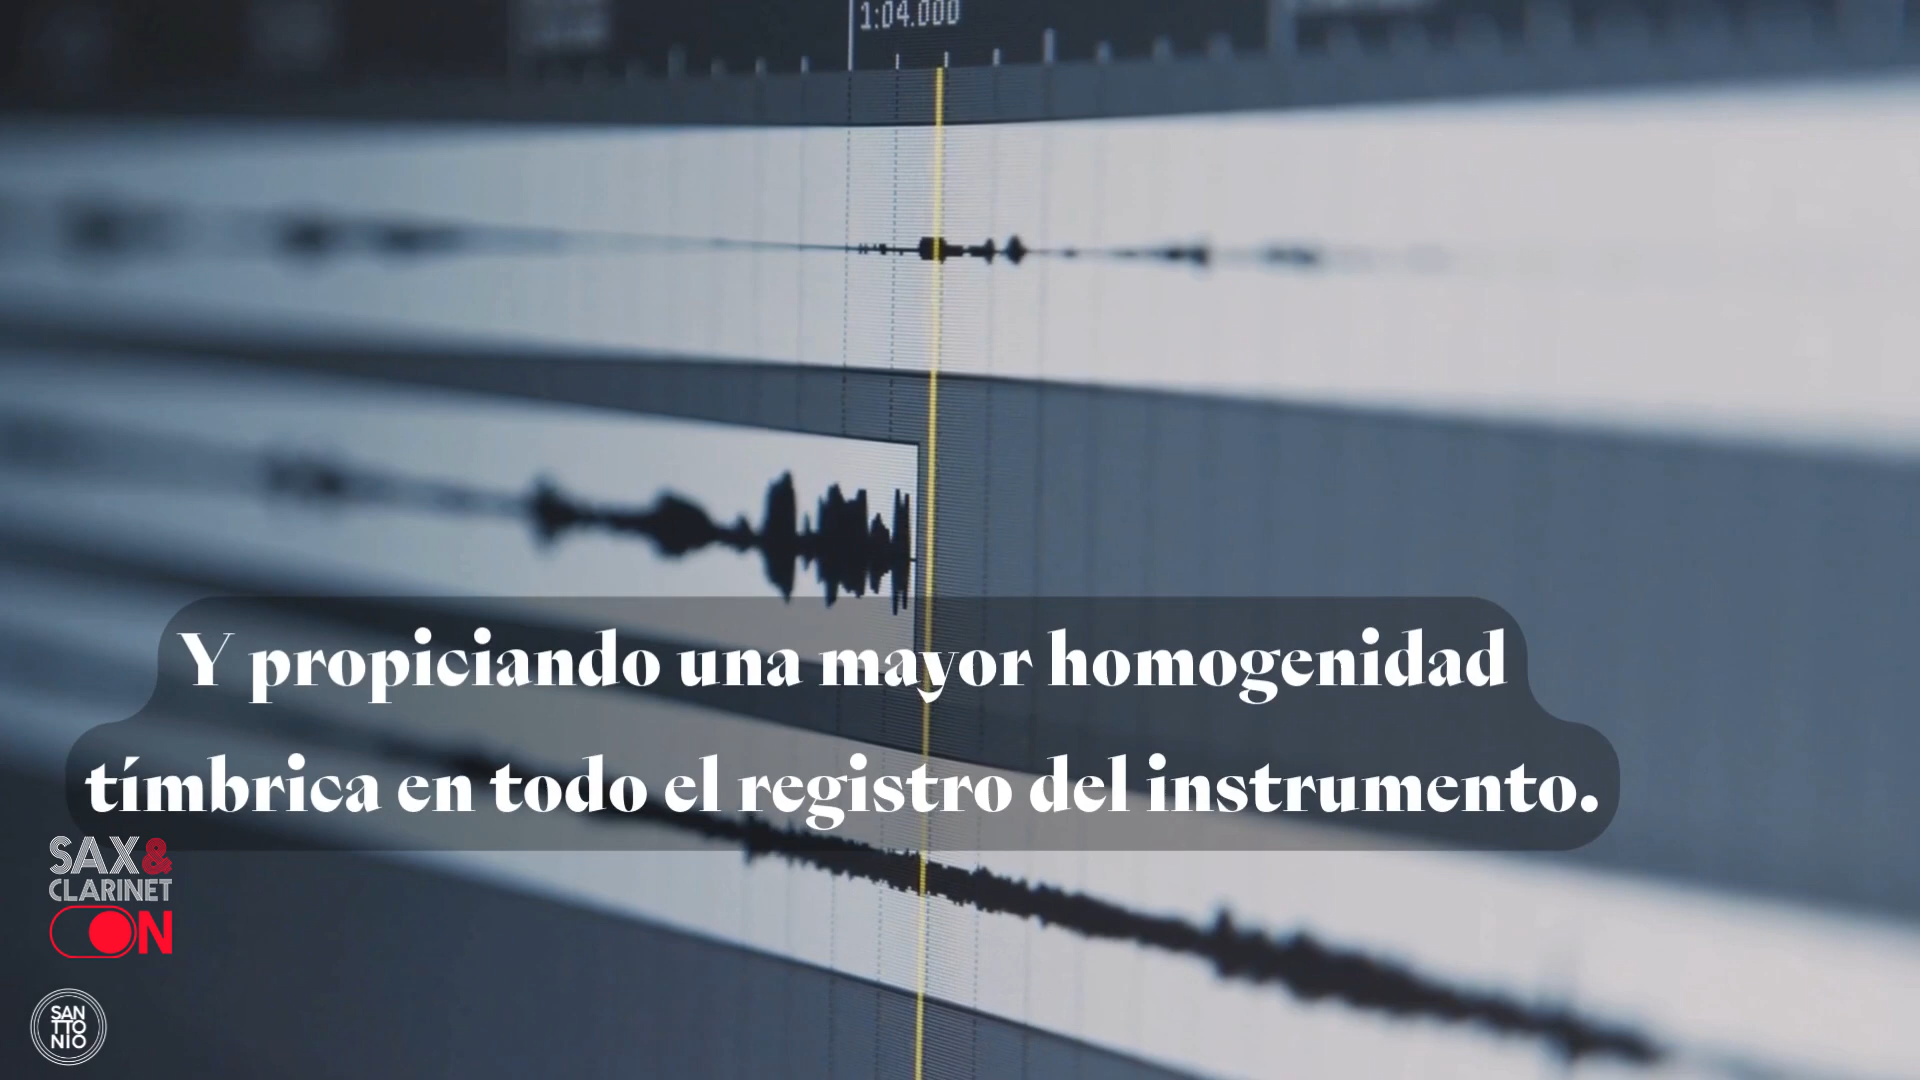 1:04.000
Y propiciando una mayor homogenidad
tímbrica en todo el registro del instrumento.
SAX&
CLARINET
ON
SAN
TTO
NIO